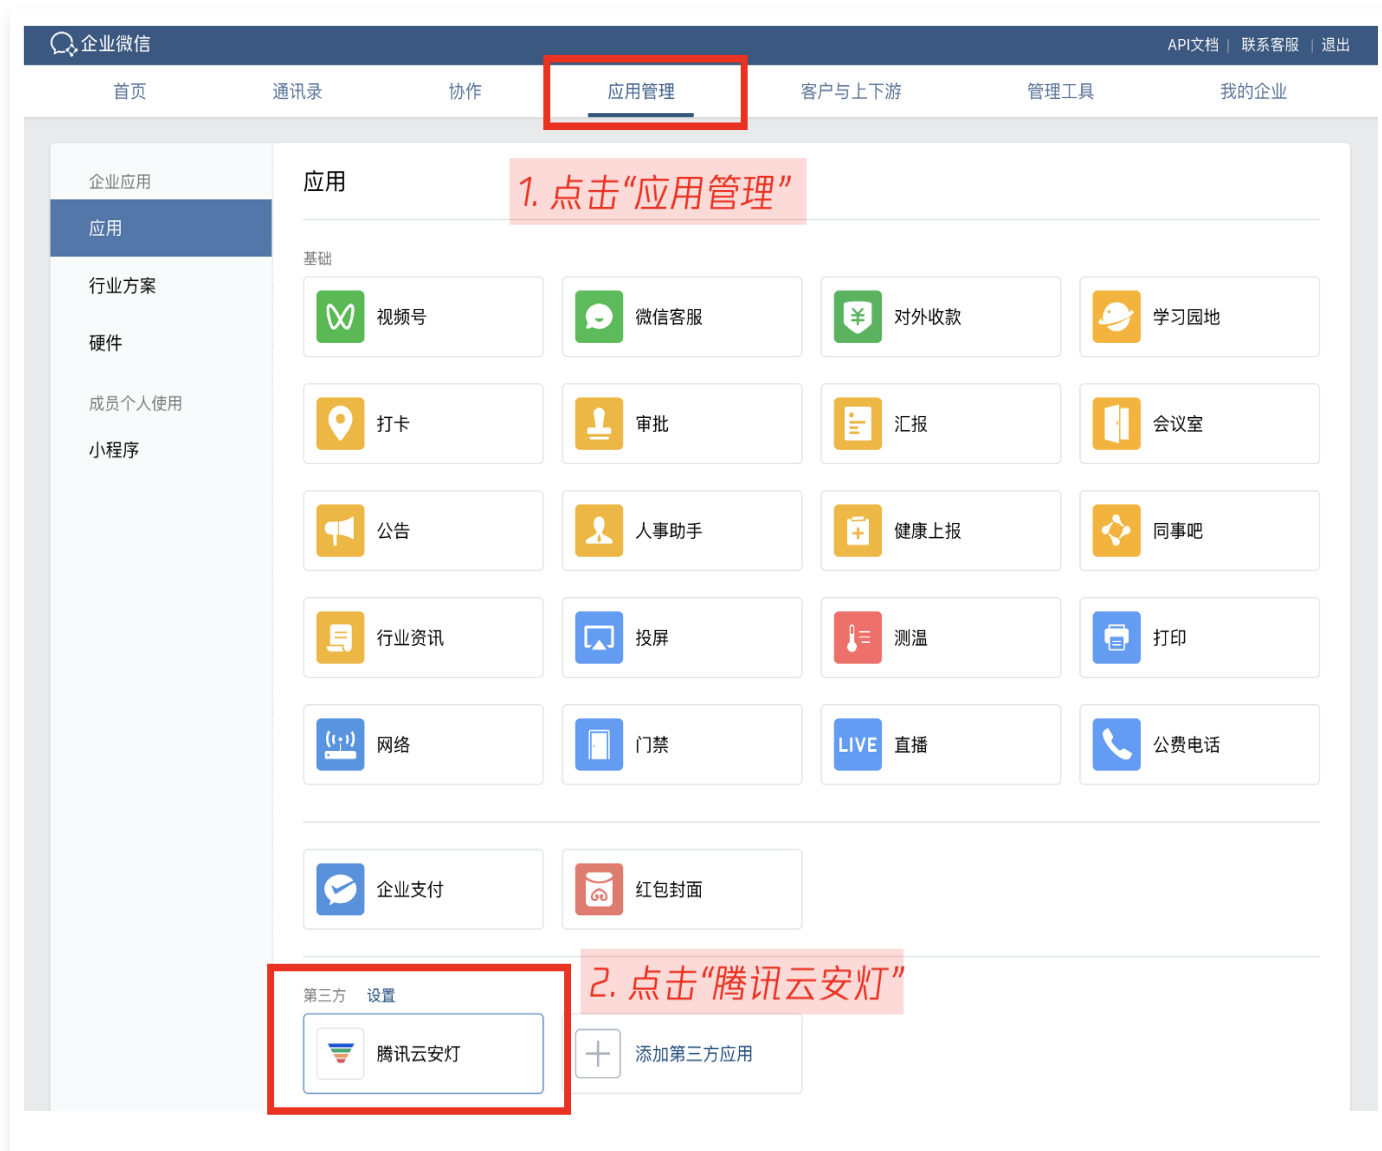 企业微信
API文档 | 联系客服 | 退出
首页 通讯录 协作 应用管理 客户与上下游 管理工具 我的企业
企业应用
应用
行业方案
硬件
成员个人使用
小程序
应用
1. 点击“应用管理”
基础
视频号 微信客服 对外收款 学习园地
打卡 审批 汇报 会议室
公告 人事助手 健康上报 同事吧
行业资讯 投屏 测温 打印
网络 门禁 LIVE 直播 公费电话
企业支付 红包封面
2. 点击“腾讯云安灯”
第三方 设置
腾讯云安灯 添加第三方应用